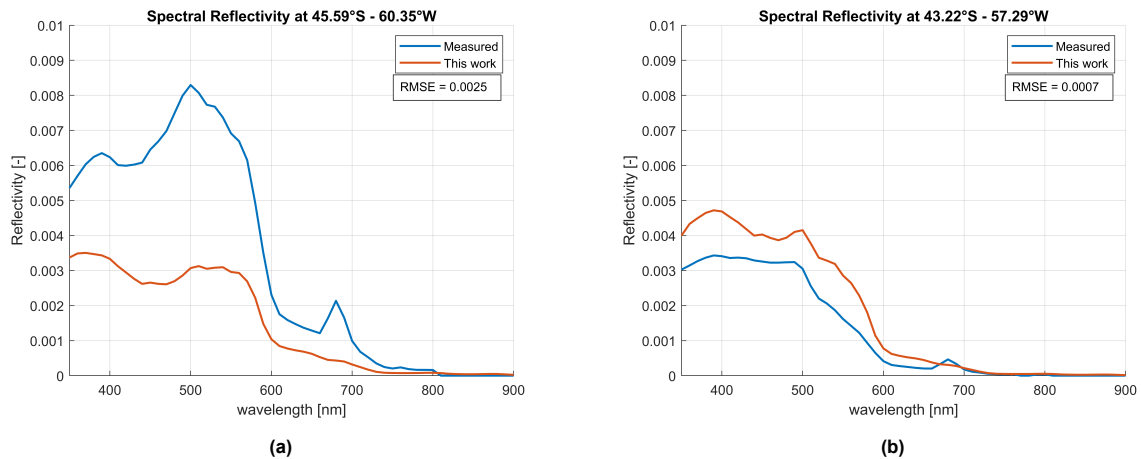 Spectral Reflectivity at 45.59°S - 60.35°W
0.01
0.009
0.008
0.007
0.006
0.005
0.004
0.003
0.002
0.001
0
Reflectivity [-]
400
500
600
700
800
900
wavelength [nm]
Measured
This work
RMSE = 0.0025
(a)
Spectral Reflectivity at 43.22°S - 57.29°W
0.01
0.009
0.008
0.007
0.006
0.005
0.004
0.003
0.002
0.001
0
Reflectivity [-]
400
500
600
700
800
900
wavelength [nm]
Measured
This work
RMSE = 0.0007
(b)